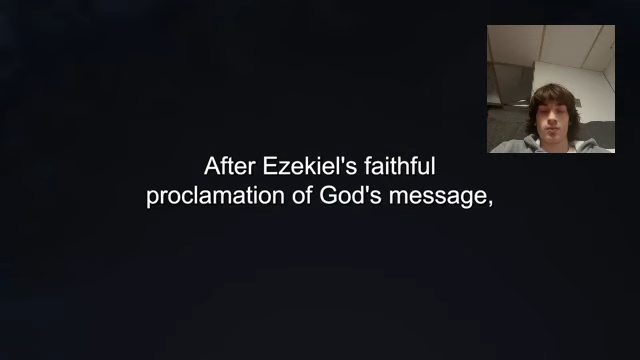 After Ezekiel's faithful
proclamation of God's message,